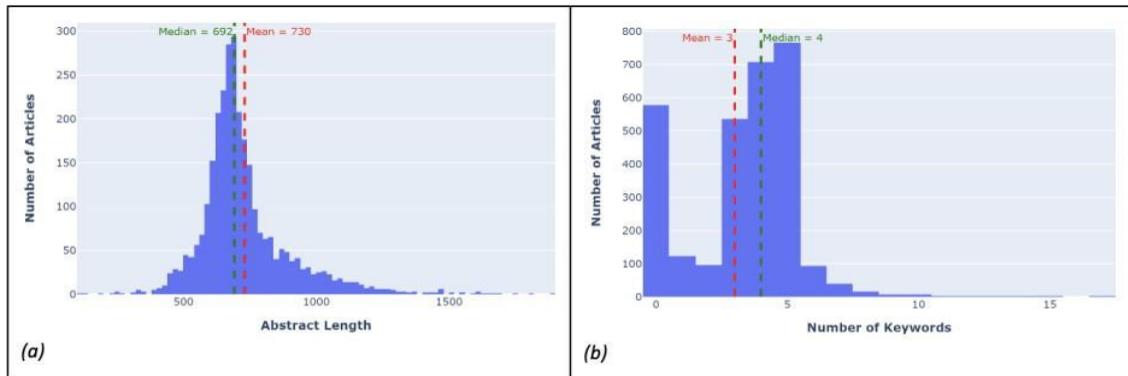 Median = 692 Mean = 730
300
250
200
150
100
50
0
Number of Articles
500 1000 1500
Abstract Length
(a)
Mean = 3 Median = 4
800
700
600
500
400
300
200
100
0
Number of Articles
0 5 10 15
Number of Keywords
(b)